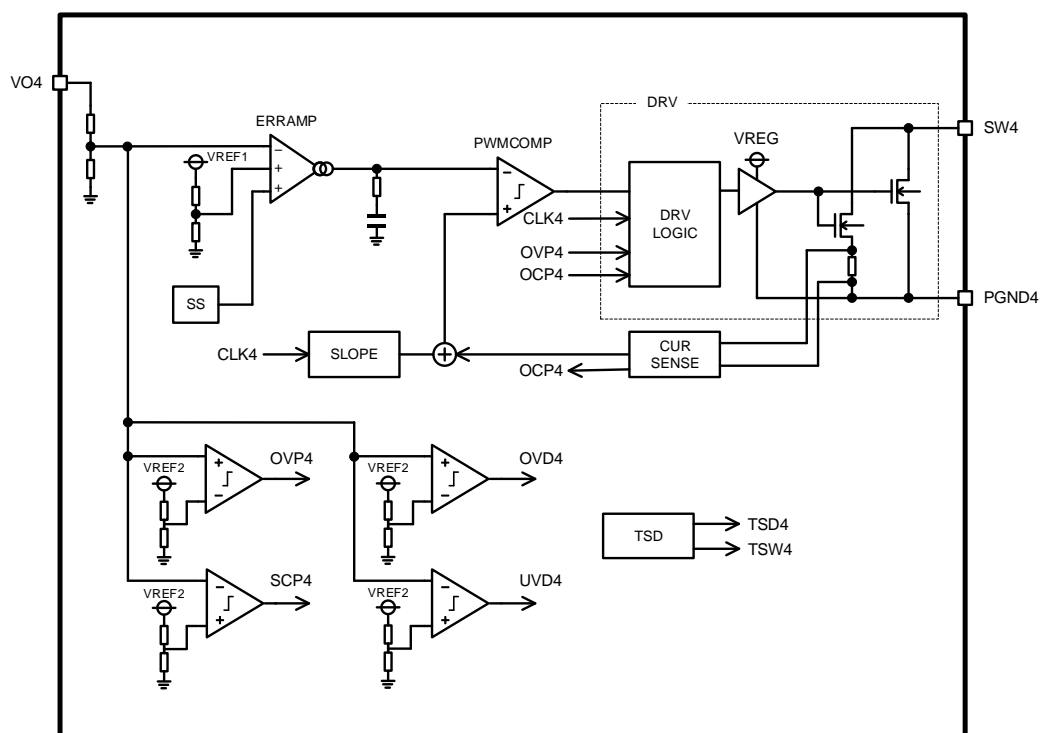 VO4
DRV
SW4
ERRAMP
VREG
PWMCOMP
VREF1
−
+
+
−
+
CLK4
DRV
LOGIC
OVP4
OCP4
SS
PGND4
CLK4
SLOPE
+
OCP4
CUR
SENSE
VREF2
+
−
OVP4
VREF2
+
−
OVD4
TSD
TSD4
TSW4
VREF2
−
+
SCP4
VREF2
−
+
UVD4